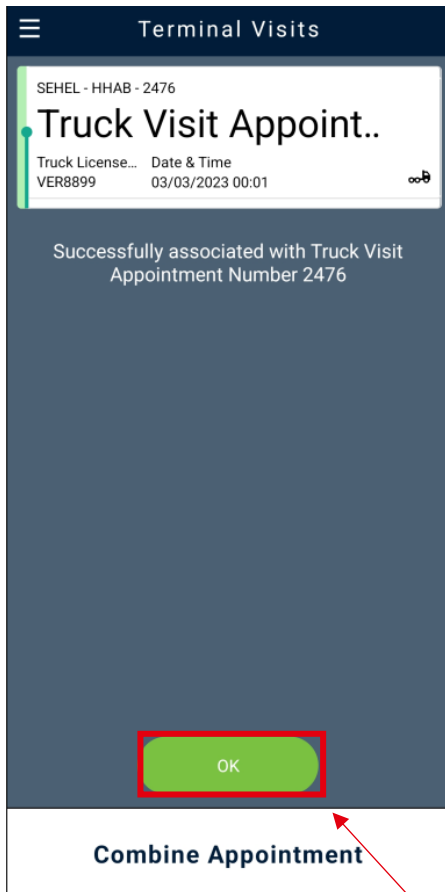 Terminal Visits
SEHEL - HHAB - 2476
Truck Visit Appoint..
Truck License... Date & Time
VER8899 03/03/2023 00:01
Successfully associated with Truck Visit
Appointment Number 2476
OK
Combine Appointment